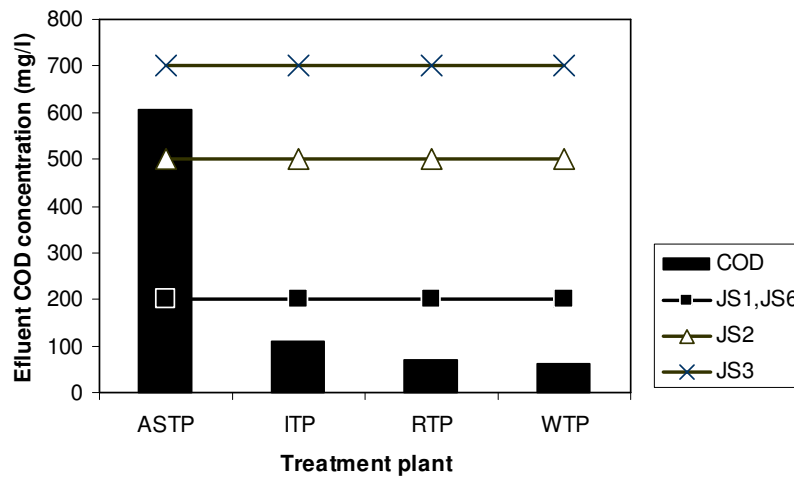 Efluent COD concentration (mg/l)
800
700
600
500
400
300
200
100
0
ASTP ITP RTP WTP
Treatment plant
COD
JS1,JS6
JS2
JS3